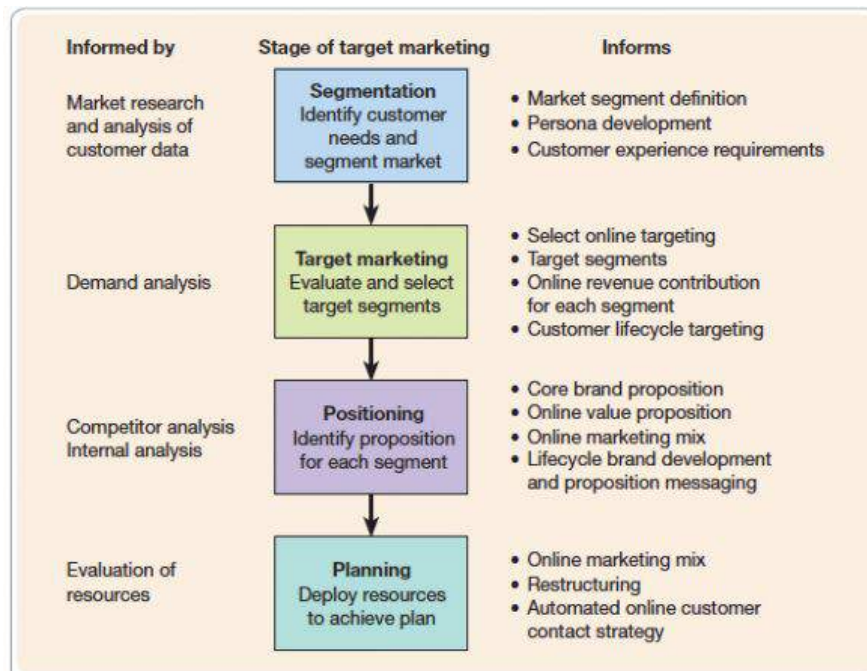 Informed by
Stage of target marketing
Informs
Market research
and analysis of
customer data
Segmentation
Identify customer
needs and
segment market
• Market segment definition
• Persona development
• Customer experience requirements
Demand analysis
Target marketing
Evaluate and select
target segments
• Select online targeting
• Target segments
• Online revenue contribution
for each segment
• Customer lifecycle targeting
Competitor analysis
Internal analysis
Positioning
Identify proposition
for each segment
• Core brand proposition
• Online value proposition
• Online marketing mix
• Lifecycle brand development
and proposition messaging
Evaluation of
resources
Planning
Deploy resources
to achieve plan
• Online marketing mix
• Restructuring
• Automated online customer
contact strategy